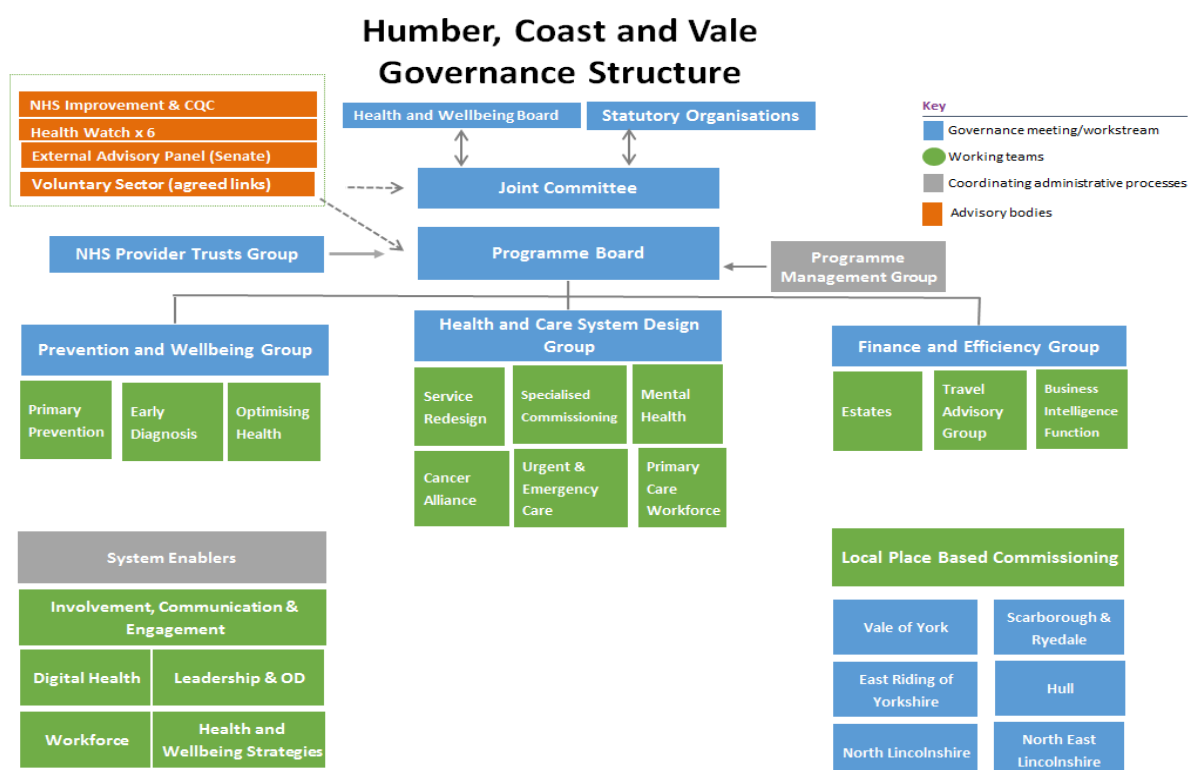 Humber, Coast and Vale
Governance Structure
NHS Improvement & CQC
Health Watch x 6
External Advisory Panel (Senate)
Voluntary Sector (agreed links)
Health and Wellbeing Board
Statutory Organisations
Key
Governance meeting/workstream
Working teams
Coordinating administrative processes
Advisory bodies
Joint Committee
NHS Provider Trusts Group
Programme Board
Programme
Management Group
Prevention and Wellbeing Group
Primary
Prevention
Early
Diagnosis
Optimising
Health
Health and Care System Design
Group
Service
Redesign
Specialised
Commissioning
Mental
Health
Cancer
Alliance
Urgent &
Emergency
Care
Primary
Care
Workforce
Finance and Efficiency Group
Estates
Travel
Advisory
Group
Business
Intelligence
Function
System Enablers
Involvement, Communication &
Engagement
Digital Health
Leadership & OD
Workforce
Health and
Wellbeing Strategies
Local Place Based Commissioning
Vale of York
Scarborough &
Ryedale
East Riding of
Yorkshire
Hull
North Lincolnshire
North East
Lincolnshire